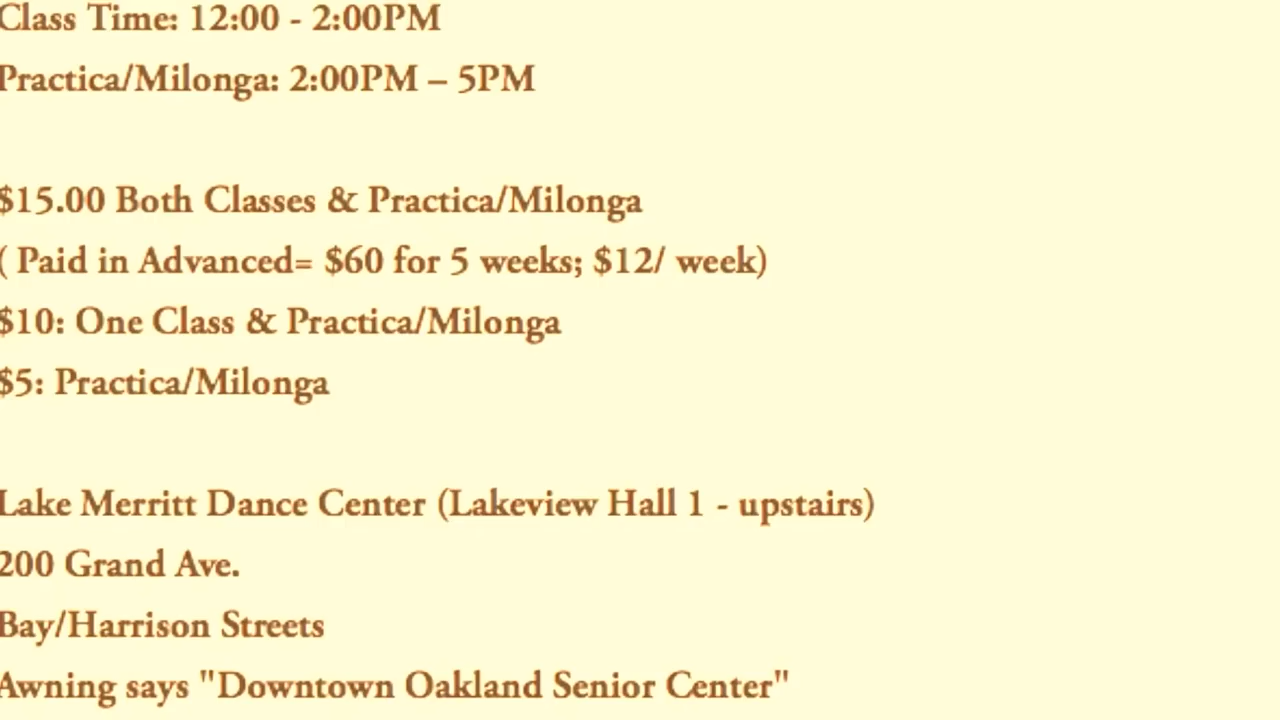 Class Time: 12:00 - 2:00PM
Practica/Milonga: 2:00PM – 5PM
$15.00 Both Classes & Practica/Milonga
( Paid in Advanced= $60 for 5 weeks; $12/ week)
$10: One Class & Practica/Milonga
$5: Practica/Milonga
Lake Merritt Dance Center (Lakeview Hall 1 - upstairs)
200 Grand Ave.
Bay/Harrison Streets
Awning says "Downtown Oakland Senior Center"